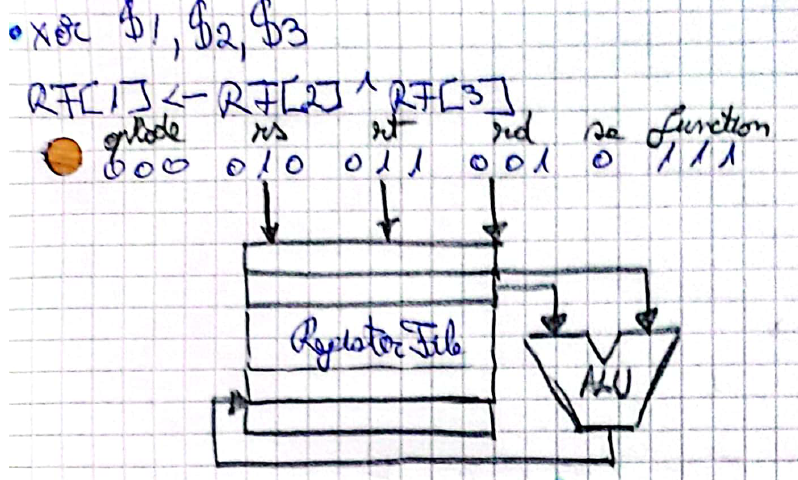 • xor $1, $2, $3
RF[1] <- RF[2] ^ RF[3]
opcode rs rt rd sa function
000 010 011 001 0 111
Register File
ALU